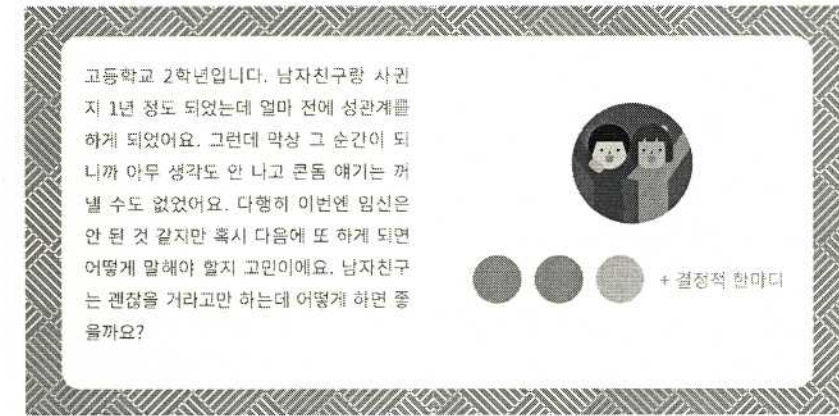 고등학교 2학년입니다. 남자친구랑 사귄
지 1년 정도 되었는데 얼마 전에 성관계를
하게 되었어요. 그런데 막상 그 순간이 되
니까 아무 생각도 안 나고 콘돔 얘기는 꺼
낼 수도 없었어요. 다행히 이번엔 임신은
안 된 것 같지만 혹시 다음에 또 하게 되면
어떻게 말해야 할지 고민이에요. 남자친구
는 괜찮을 거라고만 하는데 어떻게 하면 좋
을까요?
+ 결정적 한마디